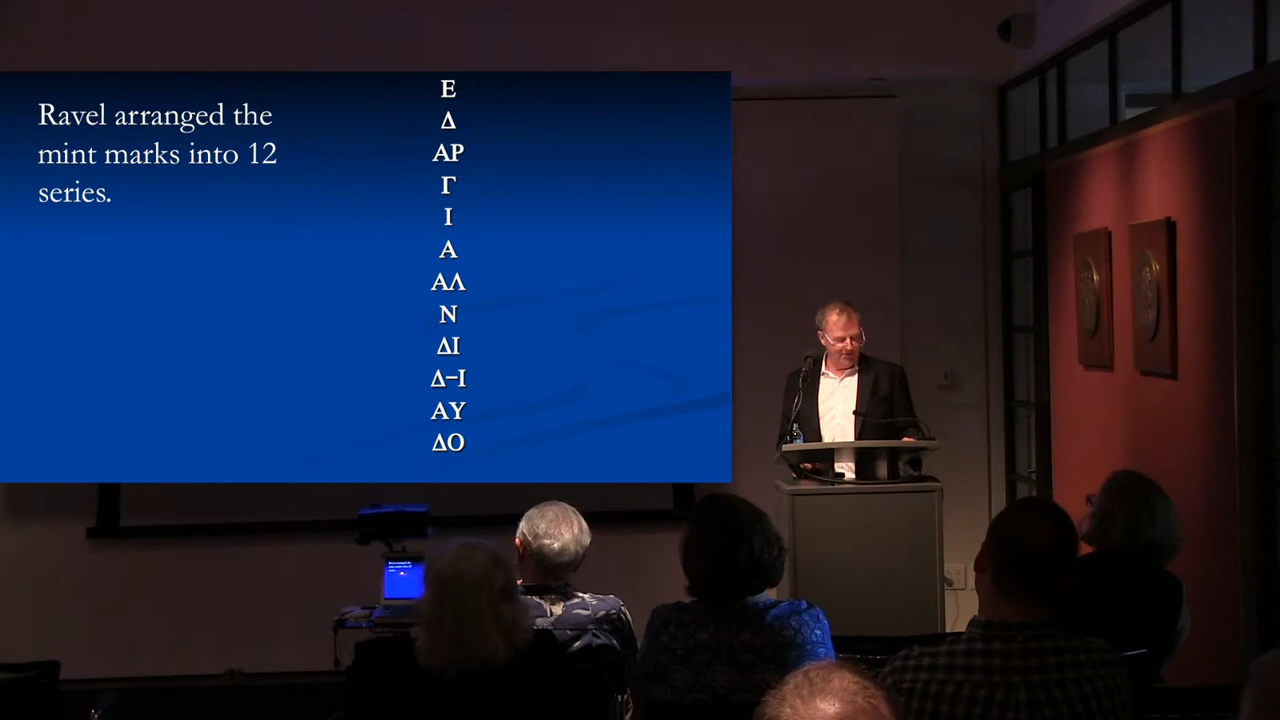 Ravel arranged the
mint marks into 12
series.
Ε
Δ
ΑΡ
Γ
Ι
Α
ΑΛ
Ν
ΔΙ
Δ–Ι
ΑΥ
ΔΟ